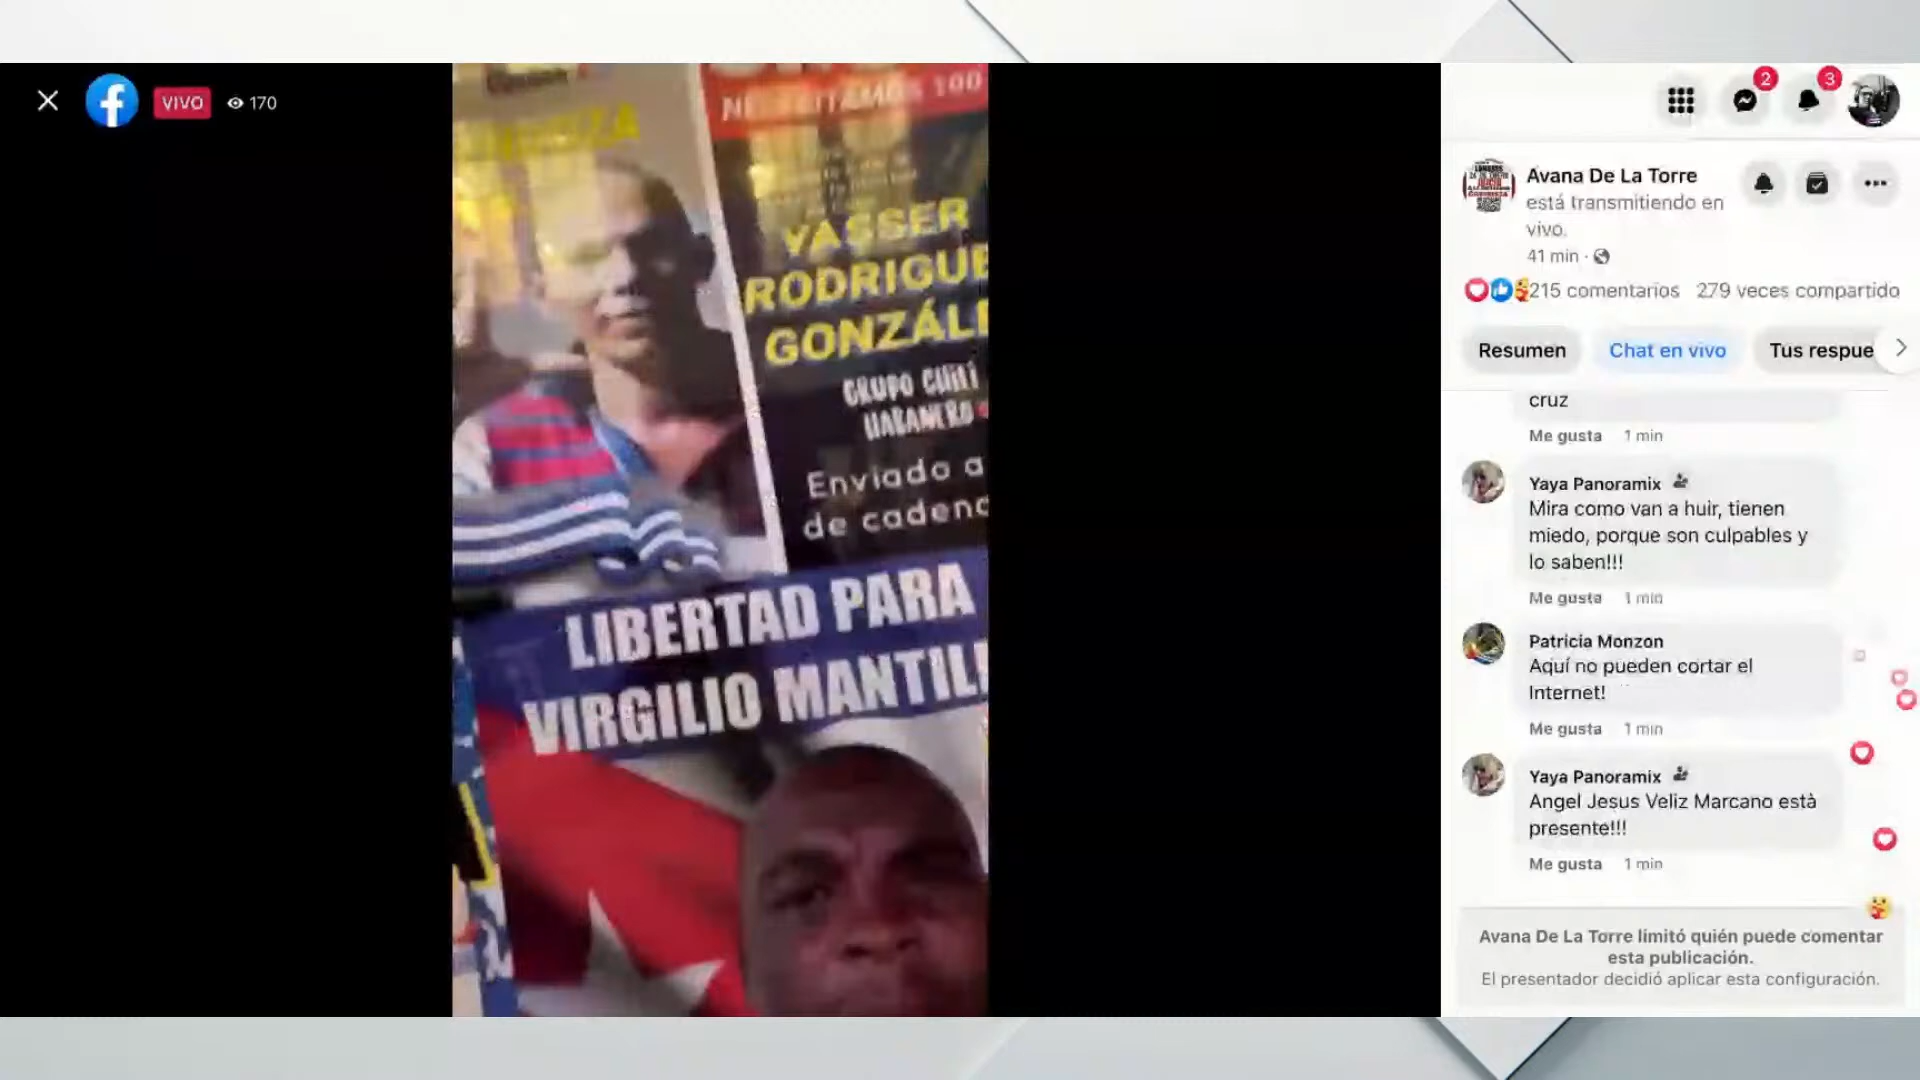 VIVO
170
NECESITAMOS 100
YASSER
RODRIGUE
GONZÁL
Enviado a
de cadena
LIBERTAD PARA
VIRGILIO MANTIL
2
3
Avana De La Torre
está transmitiendo en
vivo.
41 min ·
215 comentarios 279 veces compartido
Resumen
Chat en vivo
Tus respue
cruz
Me gusta 1 min
Yaya Panoramix
Mira como van a huir, tienen
miedo, porque son culpables y
lo saben!!!
Me gusta 1 min
Patricia Monzon
Aquí no pueden cortar el
Internet!
Me gusta 1 min
Yaya Panoramix
Angel Jesus Veliz Marcano està
presente!!!
Me gusta 1 min
Avana De La Torre limitó quién puede comentar
esta publicación.
El presentador decidió aplicar esta configuración.